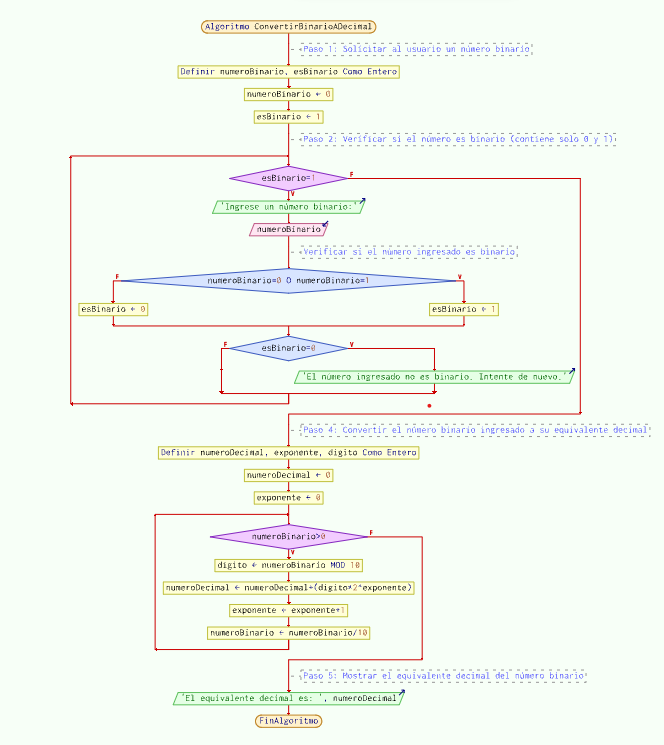 Algoritmo ConvertirBinarioADecimal
Paso 1: Solicitar al usuario un número binario
Definir numeroBinario, esBinario Como Entero
numeroBinario ← 0
esBinario ← 1
Paso 2: Verificar si el número es binario (contiene solo 0 y 1)
esBinario=1
F
V
'Ingrese un número binario:'
numeroBinario
Verificar si el número ingresado es binario
F
numeroBinario=0 O numeroBinario=1
V
esBinario ← 0
esBinario ← 1
F
esBinario=0
V
'El número ingresado no es binario. Intente de nuevo.'
Paso 4: Convertir el número binario ingresado a su equivalente decimal
Definir numeroDecimal, exponente, digito Como Entero
numeroDecimal ← 0
exponente ← 0
numeroBinario>0
F
V
digito ← numeroBinario MOD 10
numeroDecimal ← numeroDecimal+(digito*2^exponente)
exponente ← exponente+1
numeroBinario ← numeroBinario/10
Paso 5: Mostrar el equivalente decimal del número binario
'El equivalente decimal es: ', numeroDecimal
FinAlgoritmo